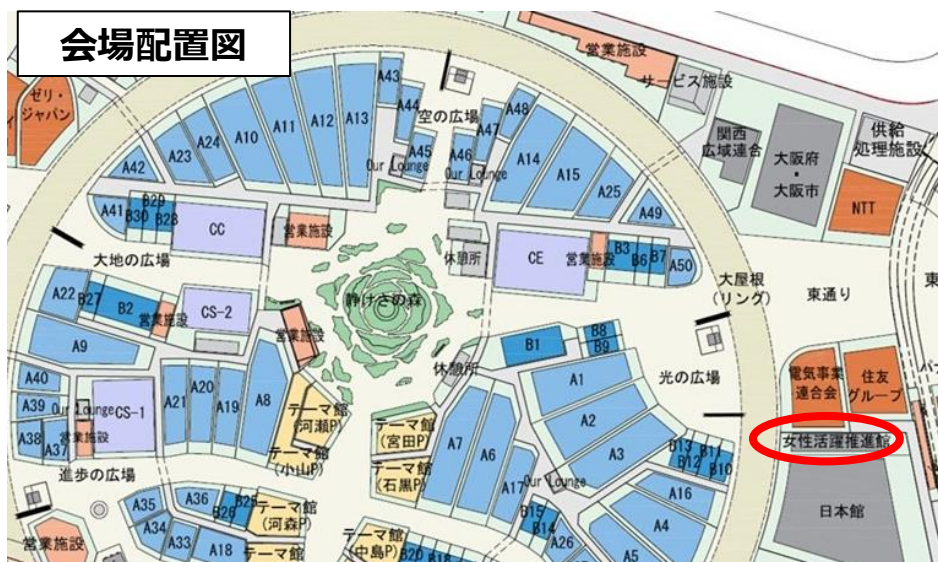 会場配置図
営業施設
サービス施設
ゼリ・
ジャパン
A43
A44
空の広場
A48
A47
A13
A12
A11
A10
A24
A23
A42
A45
A46
Our Lounge
Our Lounge
A14
A15
A25
A49
関西
広域連合
大阪府
・
大阪市
供給
処理施設
NTT
A41
B29
B30
B28
CC
営業施設
休憩所
CE
営業施設
B3
B6
B7
A50
大地の広場
大屋根
(リング)
東通り
東
静けさの森
A22
B27
B2
営業施設
CS-2
営業施設
A9
休憩所
B1
B8
B9
光の広場
電気事業
連合会
住友
グループ
A40
A39
A38
A37
Our Lounge
営業施設
CS-1
A21
A20
A19
A8
テーマ館
(河瀬P)
テーマ館
(宮田P)
A7
A6
A1
A2
A3
女性活躍推進館
テーマ館
(小山P)
テーマ館
(石黒P)
A17
Our Lounge
B13
B11
B12
B10
進歩の広場
A35
A36
B25
B26
テーマ館
(河森P)
A16
A34
A33
A18
テーマ館
テーマ館
(中島P)
B20
B15
B14
A26
A4
A5
日本館
営業施設